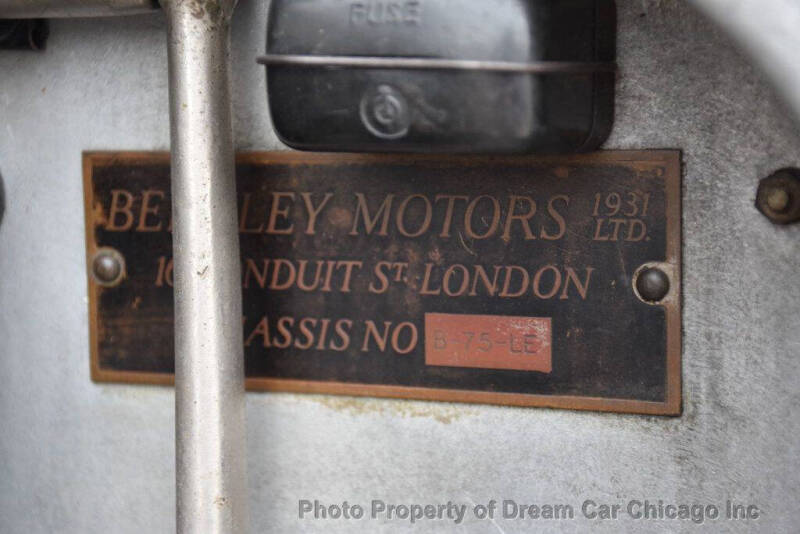 FUSE
BE LEY MOTORS 1931 LTD.
1 NDUIT ST. LONDON
ASSIS NO B-75-LE
Photo Property of Dream Car Chicago Inc